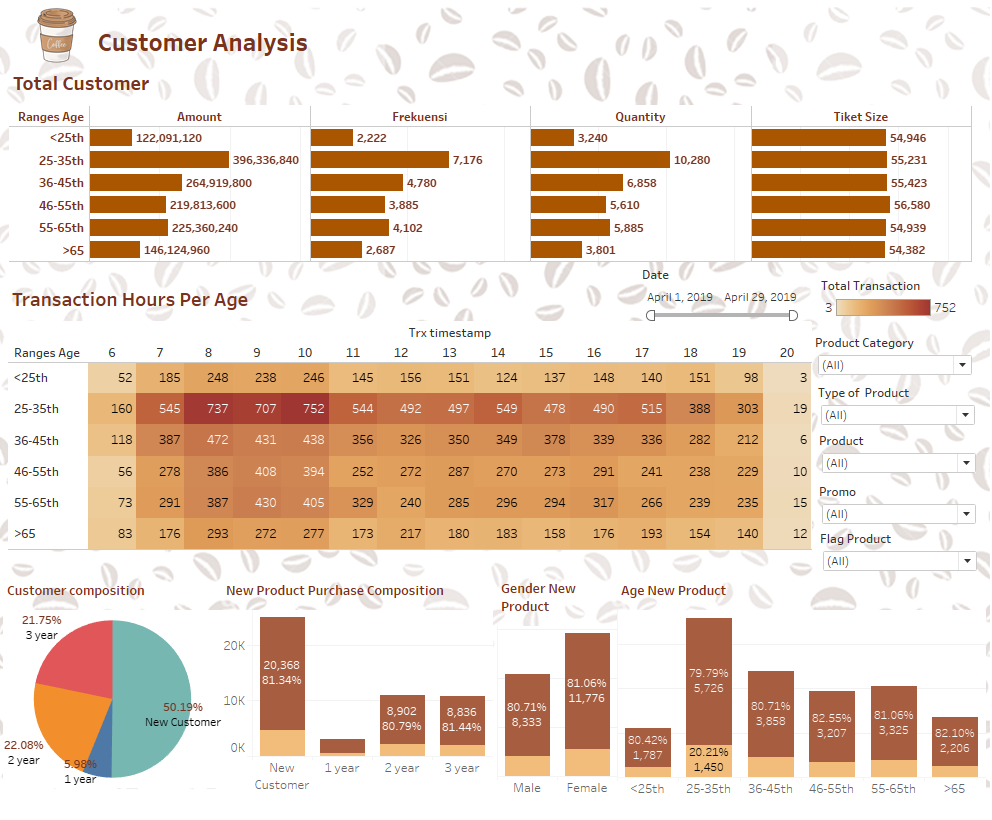 Coffee
Customer Analysis
Total Customer
Ranges Age Amount Frekuensi Quantity Tiket Size
<25th 122,091,120 2,222 3,240 54,946
25-35th 396,336,840 7,176 10,280 55,231
36-45th 264,919,800 4,780 6,858 55,423
46-55th 219,813,600 3,885 5,610 56,580
55-65th 225,360,240 4,102 5,885 54,939
>65 146,124,960 2,687 3,801 54,382
Transaction Hours Per Age
Date
April 1, 2019 April 29, 2019
Total Transaction
3 752
Trx timestamp
Ranges Age 6 7 8 9 10 11 12 13 14 15 16 17 18 19 20
<25th 52 185 248 238 246 145 156 151 124 137 148 140 151 98 3
25-35th 160 545 737 707 752 544 492 497 549 478 490 515 388 303 19
36-45th 118 387 472 431 438 356 326 350 349 378 339 336 282 212 6
46-55th 56 278 386 408 394 252 272 287 270 273 291 241 238 229 10
55-65th 73 291 387 430 405 329 240 285 296 294 317 266 239 235 15
>65 83 176 293 272 277 173 217 180 183 158 176 193 154 140 12
Product Category
(All)
Type of Product
(All)
Product
(All)
Promo
(All)
Flag Product
(All)
Customer composition
21.75%
3 year
50.19%
New Customer
22.08%
2 year
5.98%
1 year
New Product Purchase Composition
20K
10K
0K
20,368
81.34%
8,902
80.79%
8,836
81.44%
New Customer
1 year
2 year
3 year
Gender New
Product
80.71%
8,333
81.06%
11,776
Male Female
Age New Product
80.42%
1,787
79.79%
5,726
20.21%
1,450
80.71%
3,858
82.55%
3,207
81.06%
3,325
82.10%
2,206
<25th 25-35th 36-45th 46-55th 55-65th >65